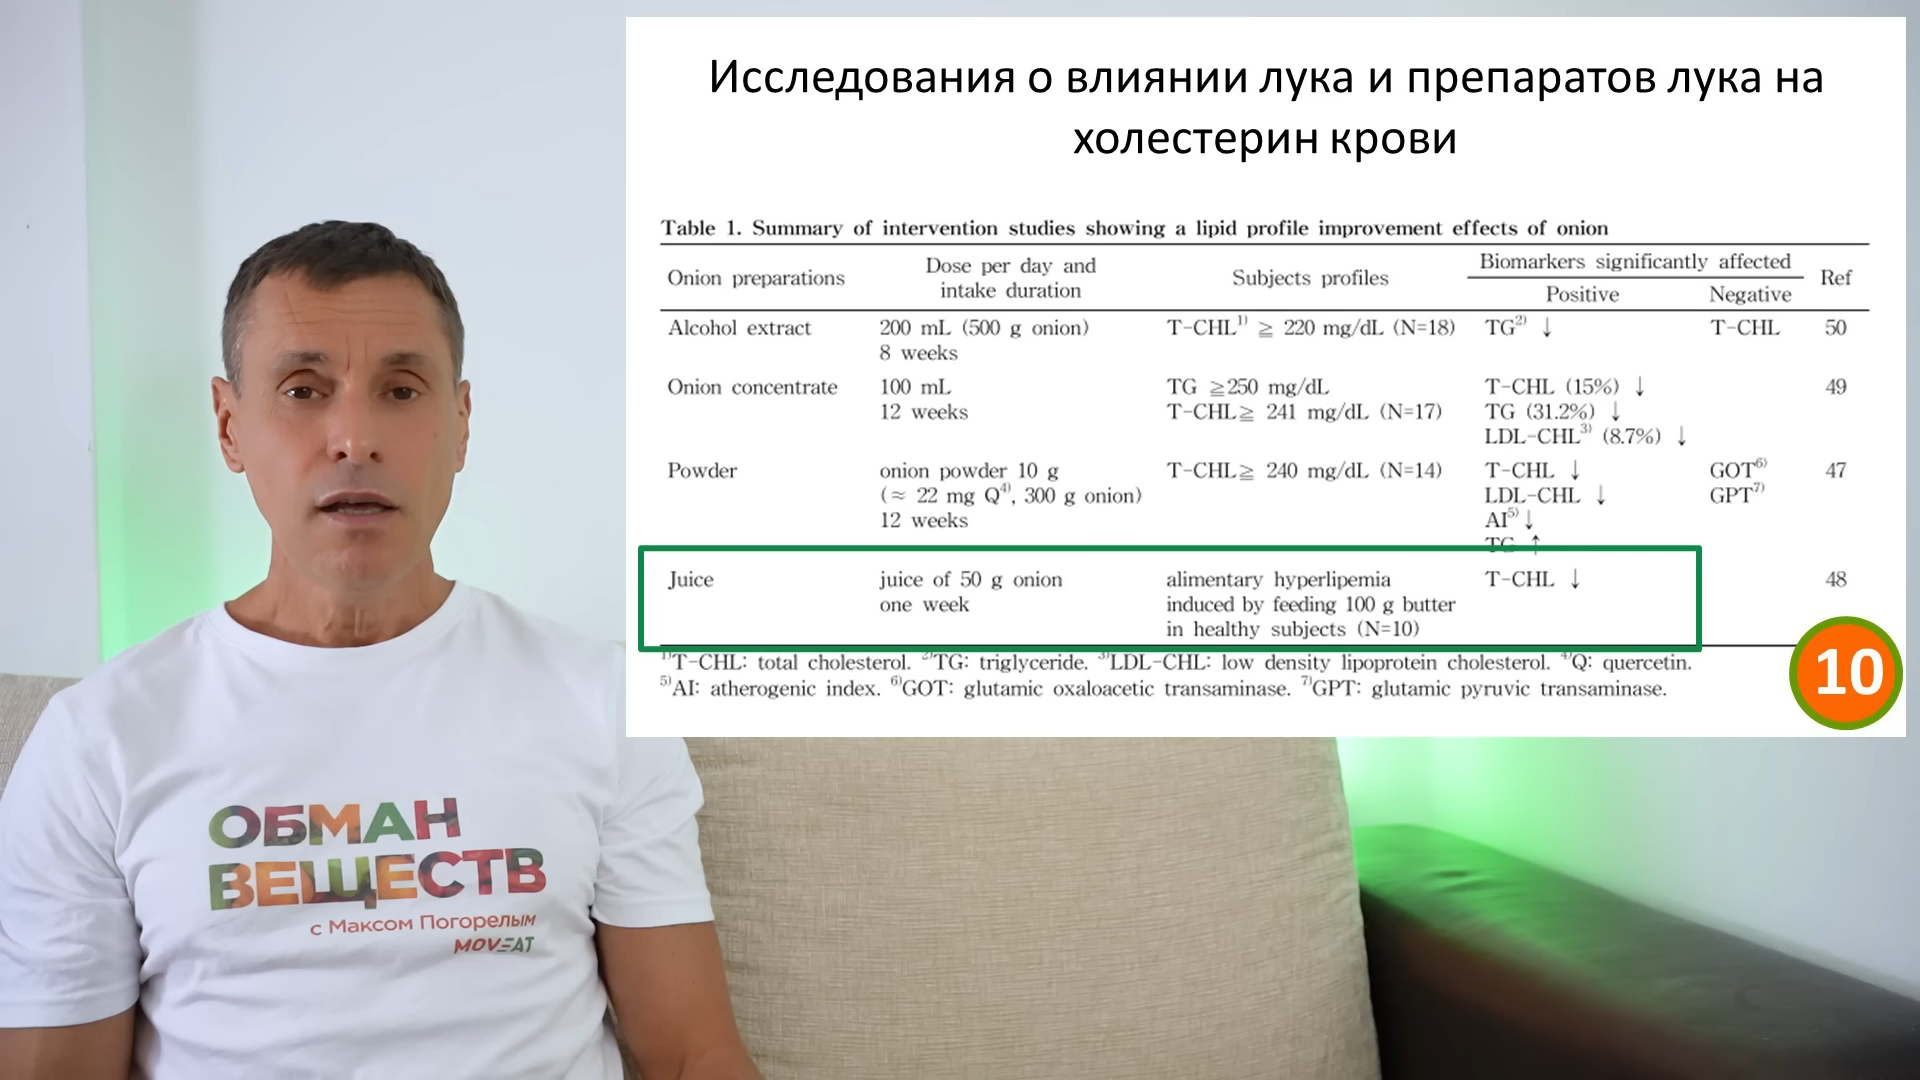 Исследования о влиянии лука и препаратов лука на
холестерин крови
Table 1. Summary of intervention studies showing a lipid profile improvement effects of onion
Onion preparations
Dose per day and
intake duration
Subjects profiles
Biomarkers significantly affected
Positive
Negative
Ref
Alcohol extract
200 mL (500 g onion)
8 weeks
T-CHL1) ≧ 220 mg/dL (N=18)
TG2) ↓
T-CHL
50
Onion concentrate
100 mL
12 weeks
TG ≧250 mg/dL
T-CHL≧ 241 mg/dL (N=17)
T-CHL (15%) ↓
TG (31.2%) ↓
LDL-CHL3) (8.7%) ↓
49
Powder
onion powder 10 g
(≈ 22 mg Q4), 300 g onion)
12 weeks
T-CHL≧ 240 mg/dL (N=14)
T-CHL ↓
LDL-CHL ↓
AI5) ↓
TG ↑
GOT6)
GPT7)
47
Juice
juice of 50 g onion
one week
alimentary hyperlipemia
induced by feeding 100 g butter
in healthy subjects (N=10)
T-CHL ↓
48
1)T-CHL: total cholesterol. 2)TG: triglyceride. 3)LDL-CHL: low density lipoprotein cholesterol. 4)Q: quercetin.
5)AI: atherogenic index. 6)GOT: glutamic oxaloacetic transaminase. 7)GPT: glutamic pyruvic transaminase.
10
ОБМАН
ВЕЩЕСТВ
с Максом Погорелым
MOVEAT